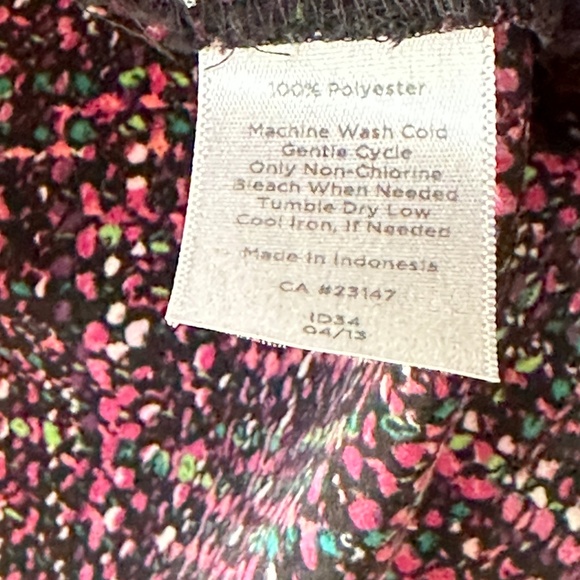 100% Polyester
Machine Wash Cold
Gentle Cycle
Only Non-Chlorine
Bleach When Needed
Tumble Dry Low
Cool Iron, If Needed
Made In Indonesia
CA #23147
ID34
04/13